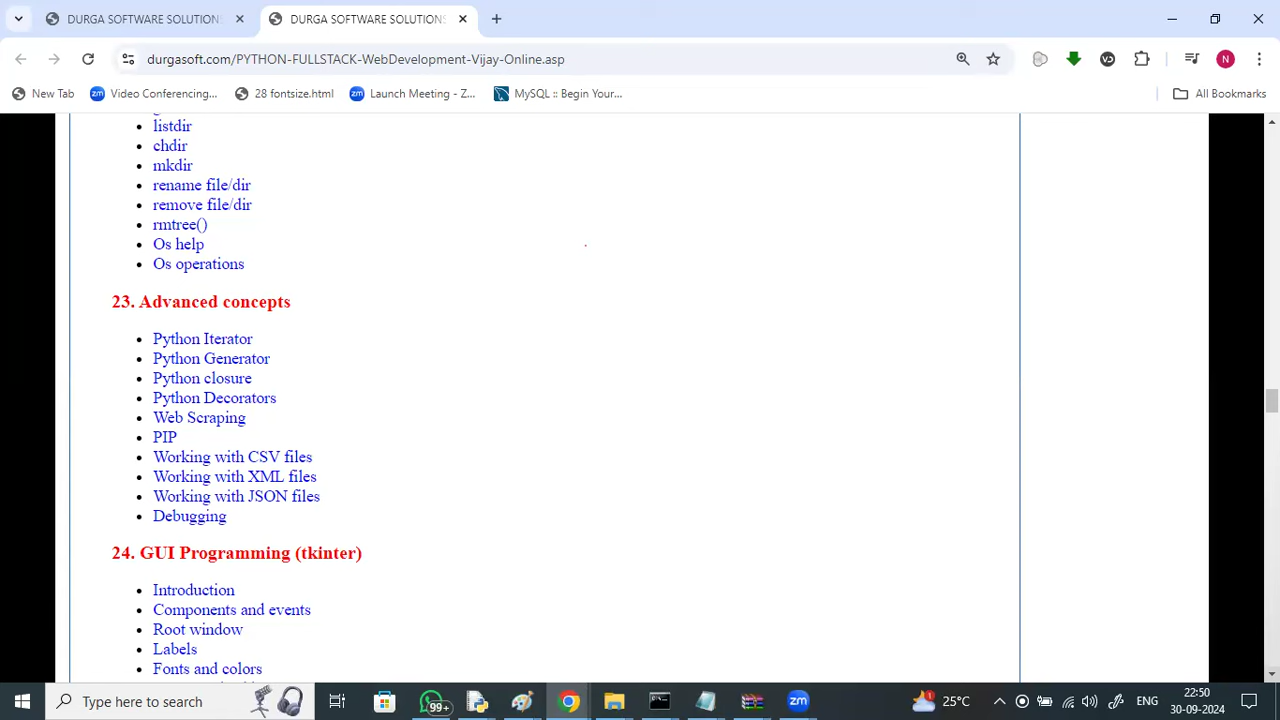 DURGA SOFTWARE SOLUTIONS
DURGA SOFTWARE SOLUTIONS
durgasoft.com/PYTHON-FULLSTACK-WebDevelopment-Vijay-Online.asp
N
New Tab
Video Conferencing...
28 fontsize.html
Launch Meeting - Z...
MySQL :: Begin Your...
All Bookmarks
listdir
chdir
mkdir
rename file/dir
remove file/dir
rmtree()
Os help
Os operations
23. Advanced concepts
Python Iterator
Python Generator
Python closure
Python Decorators
Web Scraping
PIP
Working with CSV files
Working with XML files
Working with JSON files
Debugging
24. GUI Programming (tkinter)
Introduction
Components and events
Root window
Labels
Fonts and colors
Type here to search
99+
25°C
ENG
22:50
30-09-2024